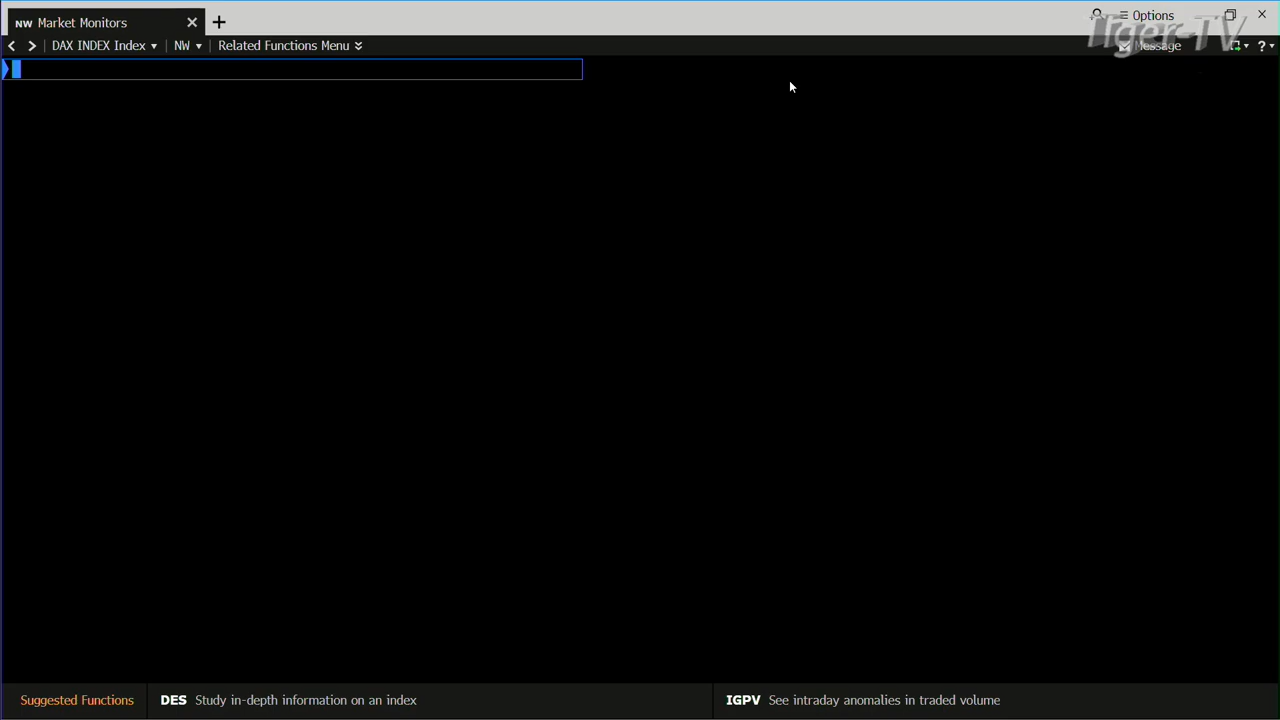 NW Market Monitors
Options
Tiger-TV
DAX INDEX Index NW Related Functions Menu Message ?
Suggested Functions DES Study in-depth information on an index IGPV See intraday anomalies in traded volume